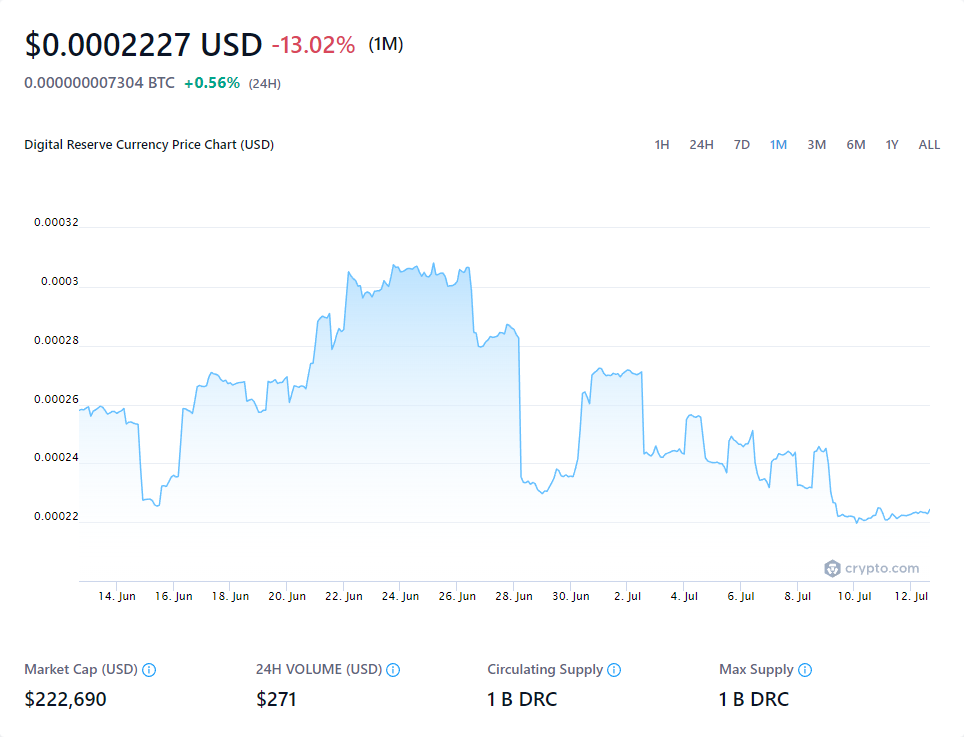 $0.0002227 USD -13.02% (1M)
0.000000007304 BTC +0.56% (24H)
Digital Reserve Currency Price Chart (USD) 1H 24H 7D 1M 3M 6M 1Y ALL
0.00032
0.0003
0.00028
0.00026
0.00024
0.00022
crypto.com
14. Jun 16. Jun 18. Jun 20. Jun 22. Jun 24. Jun 26. Jun 28. Jun 30. Jun 2. Jul 4. Jul 6. Jul 8. Jul 10. Jul 12. Jul
Market Cap (USD) 24H VOLUME (USD) Circulating Supply Max Supply
$222,690 $271 1 B DRC 1 B DRC